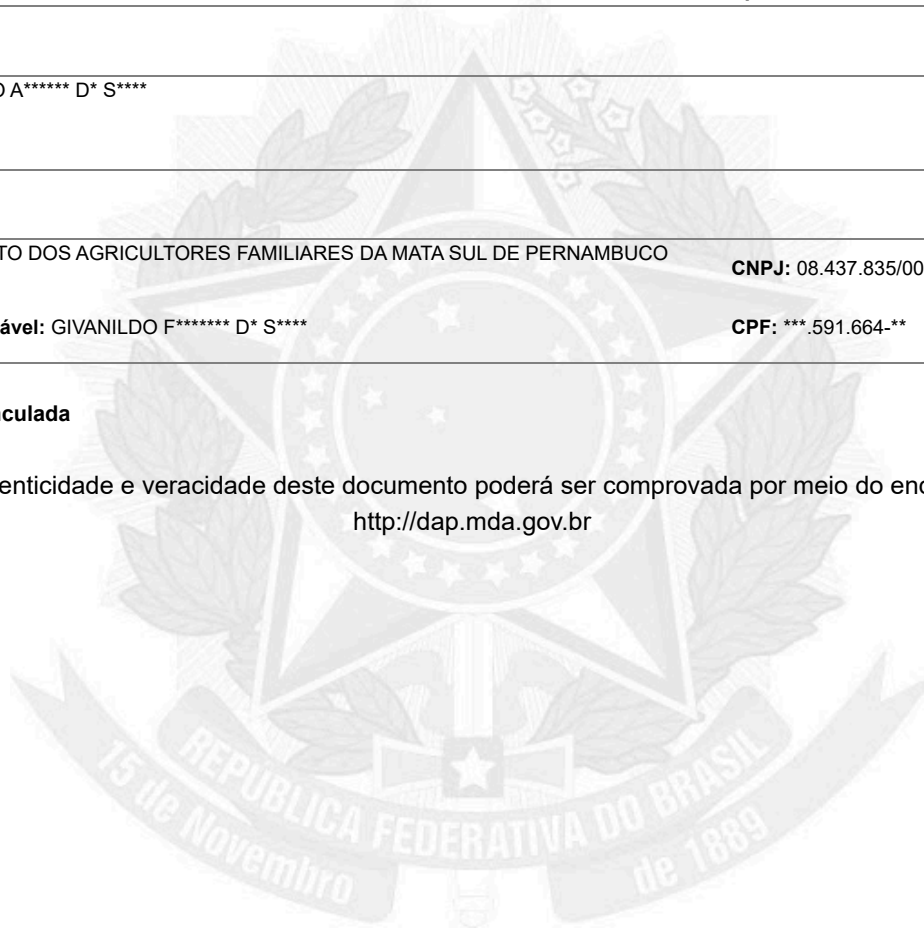 O A****** D* S****
TO DOS AGRICULTORES FAMILIARES DA MATA SUL DE PERNAMBUCO
CNPJ: 08.437.835/00
ável: GIVANILDO F******* D* S****
CPF: ***.591.664-**
culada
enticidade e veracidade deste documento poderá ser comprovada por meio do end
http://dap.mda.gov.br
REPUBLICA FEDERATIVA DO BRASIL
15 de Novembro
de 1889